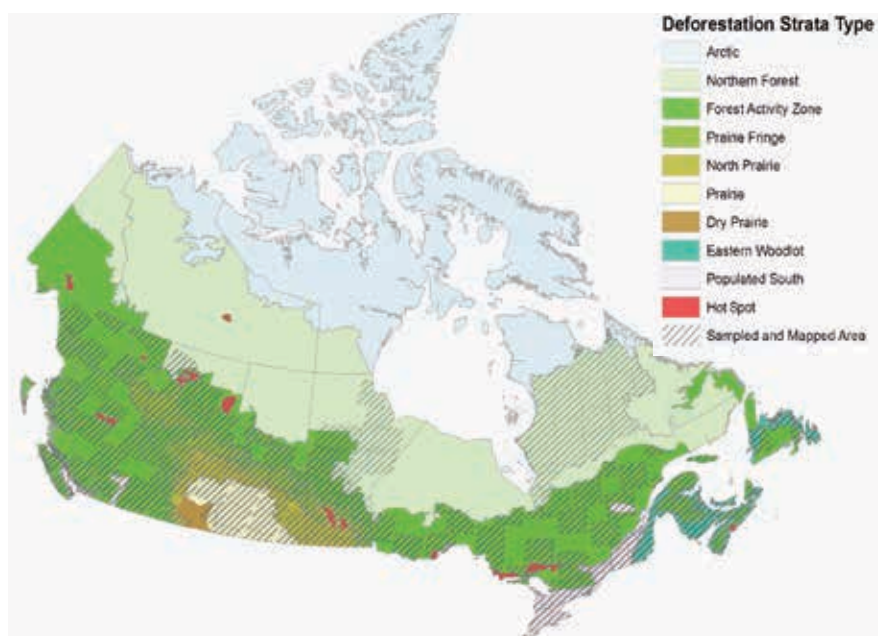 Deforestation Strata Type
Arctic
Northern Forest
Forest Activity Zone
Prairie Fringe
North Prairie
Prairie
Dry Prairie
Eastern Woodlot
Populated South
Hot Spot
Sampled and Mapped Area